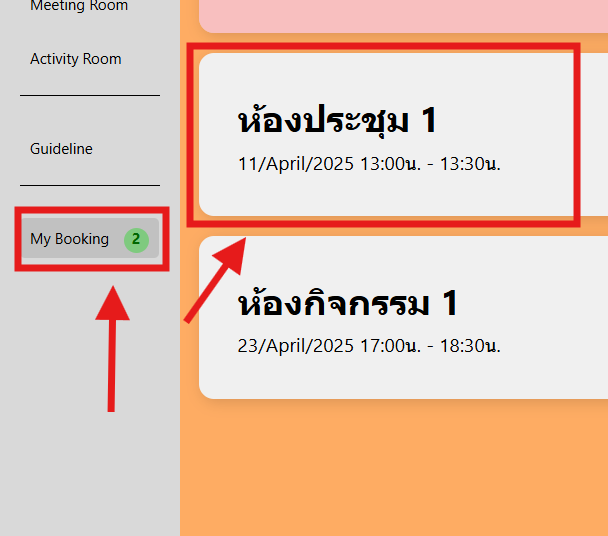 Meeting Room
Activity Room
Guideline
My Booking 2
ห้องประชุม 1
11/April/2025 13:00น. - 13:30น.
ห้องกิจกรรม 1
23/April/2025 17:00น. - 18:30น.